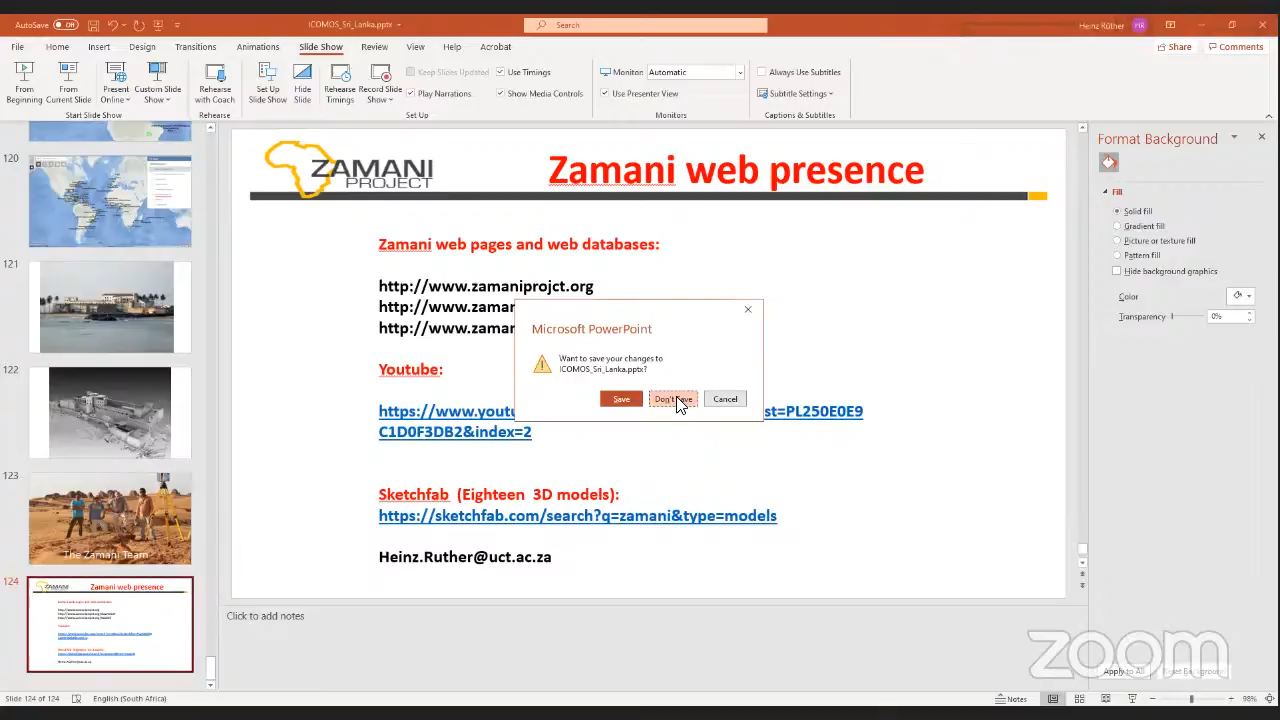 AutoSave Off
ICOMOS_Sri_Lanka.pptx
Search
Heinz Rüther
HR
File Home Insert Design Transitions Animations Slide Show Review View Help Acrobat
Share Comments
From Beginning
From Current Slide
Present Online
Custom Slide Show
Start Slide Show
Rehearse with Coach
Rehearse
Set Up Slide Show
Hide Slide
Rehearse Timings
Record Slide Show
Keep Slides Updated
Play Narrations
Use Timings
Show Media Controls
Set Up
Monitor: Automatic
Use Presenter View
Monitors
Always Use Subtitles
Subtitle Settings
Captions & Subtitles
120
121
122
123
The Zamani Team
124
ZAMANI
Zamani web presence
ZAMANI
PROJECT
Zamani web presence
Zamani web pages and web databases:
http://www.zamaniprojct.org
http://www.zamar
http://www.zamar
Youtube:
https://www.youtu
st=PL250E0E9
C1D0F3DB2&index=2
Sketchfab (Eighteen 3D models):
https://sketchfab.com/search?q=zamani&type=models
Heinz.Ruther@uct.ac.za
Microsoft PowerPoint
Want to save your changes to
ICOMOS_Sri_Lanka.pptx?
Save Don't Save Cancel
Click to add notes
Format Background
Fill
Solid fill
Gradient fill
Picture or texture fill
Pattern fill
Hide background graphics
Color
Transparency 0%
Apply to All Reset Background
zoom
Slide 124 of 124 English (South Africa)
Notes
98%